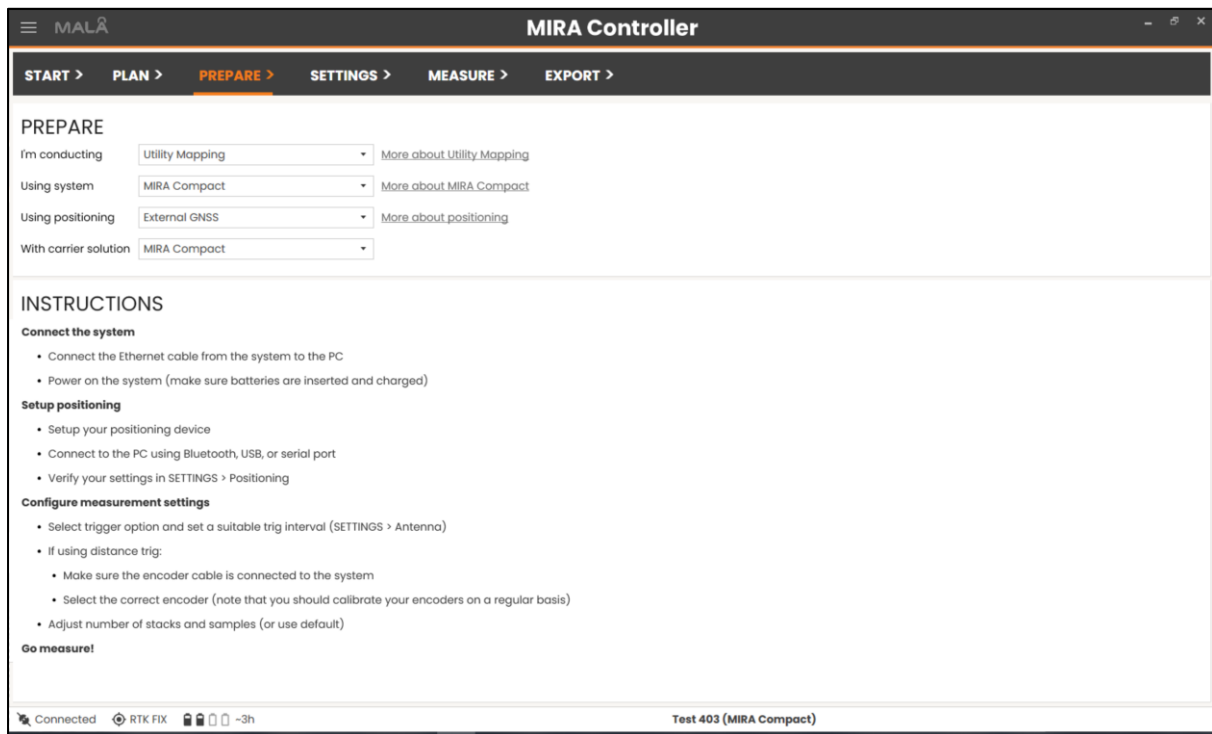 MALÅ
MIRA Controller
START > PLAN > PREPARE > SETTINGS > MEASURE > EXPORT >
PREPARE
I'm conducting Utility Mapping More about Utility Mapping
Using system MIRA Compact More about MIRA Compact
Using positioning External GNSS More about positioning
With carrier solution MIRA Compact
INSTRUCTIONS
Connect the system
• Connect the Ethernet cable from the system to the PC
• Power on the system (make sure batteries are inserted and charged)
Setup positioning
• Setup your positioning device
• Connect to the PC using Bluetooth, USB, or serial port
• Verify your settings in SETTINGS > Positioning
Configure measurement settings
• Select trigger option and set a suitable trig interval (SETTINGS > Antenna)
• If using distance trig:
• Make sure the encoder cable is connected to the system
• Select the correct encoder (note that you should calibrate your encoders on a regular basis)
• Adjust number of stacks and samples (or use default)
Go measure!
Connected RTK FIX ~3h Test 403 (MIRA Compact)